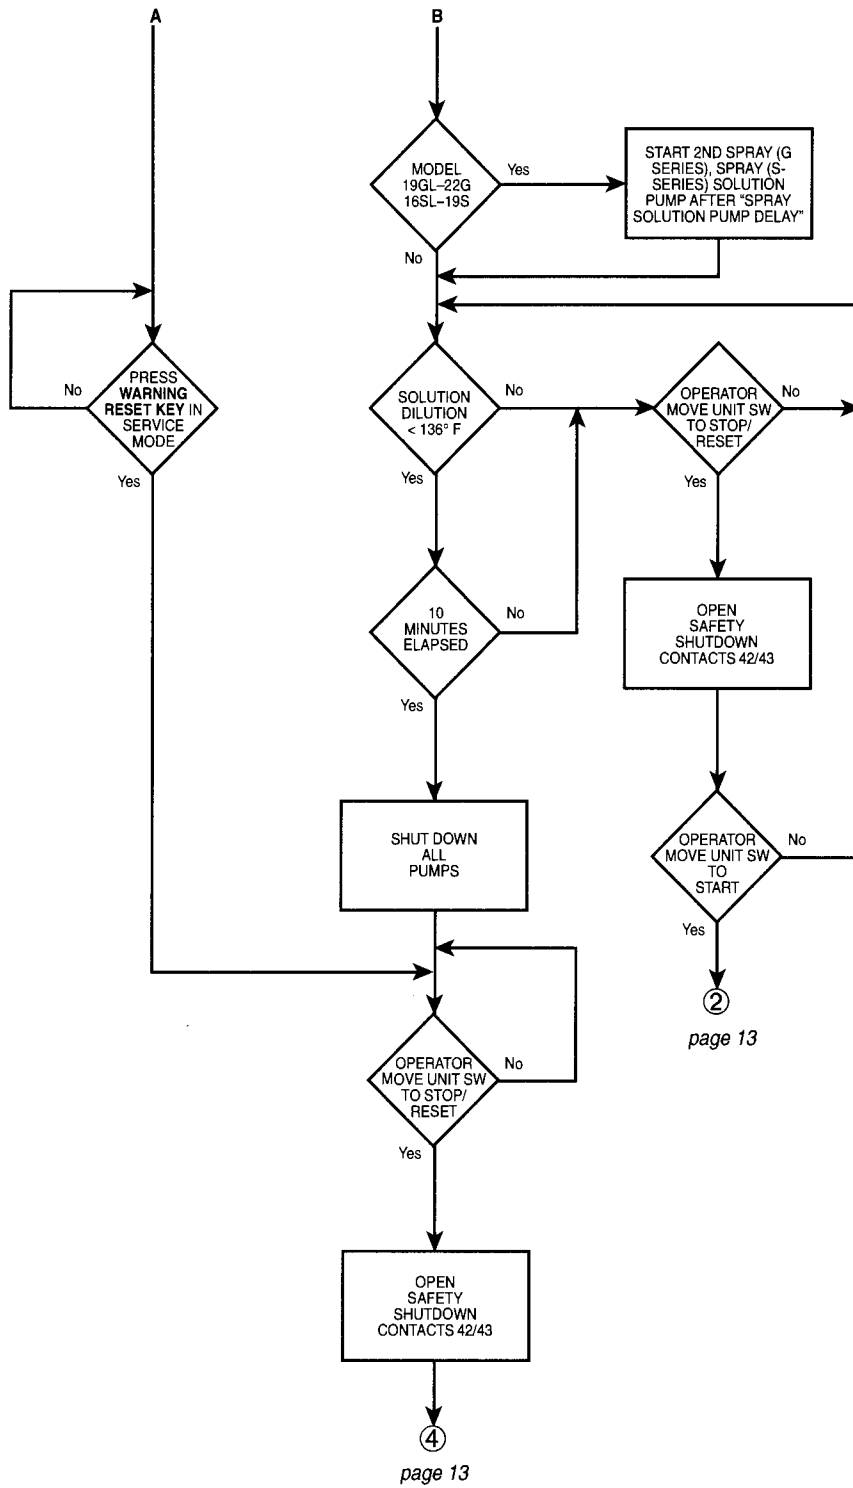 A
B
MODEL
19GL–22G
16SL–19S
Yes
START 2ND SPRAY (G
SERIES), SPRAY (S-
SERIES) SOLUTION
PUMP AFTER “SPRAY
SOLUTION PUMP DELAY”
No
PRESS
WARNING
RESET KEY IN
SERVICE
MODE
No
Yes
SOLUTION
DILUTION
< 136° F
No
Yes
OPERATOR
MOVE UNIT SW
TO STOP/
RESET
No
Yes
10
MINUTES
ELAPSED
No
Yes
OPEN
SAFETY
SHUTDOWN
CONTACTS 42/43
SHUT DOWN
ALL
PUMPS
OPERATOR
MOVE UNIT SW
TO
START
No
Yes
2
page 13
OPERATOR
MOVE UNIT SW
TO STOP/
RESET
No
Yes
OPEN
SAFETY
SHUTDOWN
CONTACTS 42/43
4
page 13